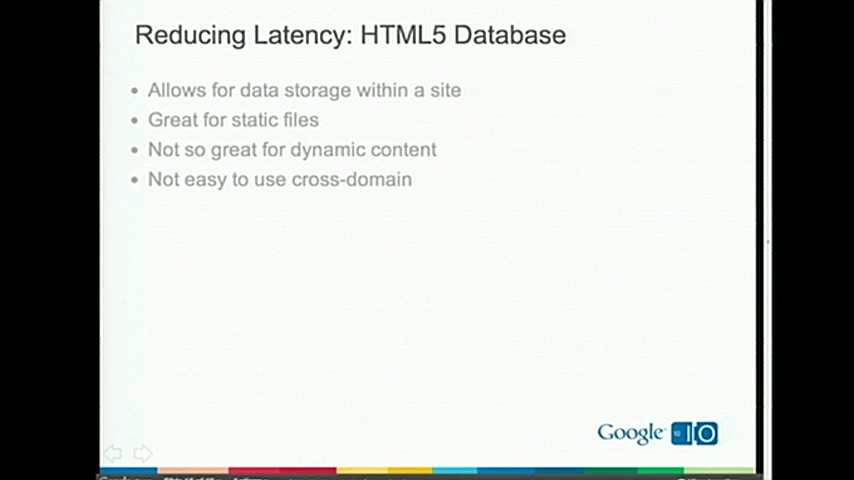 Reducing Latency: HTML5 Database
• Allows for data storage within a site
• Great for static files
• Not so great for dynamic content
• Not easy to use cross-domain
Google IO